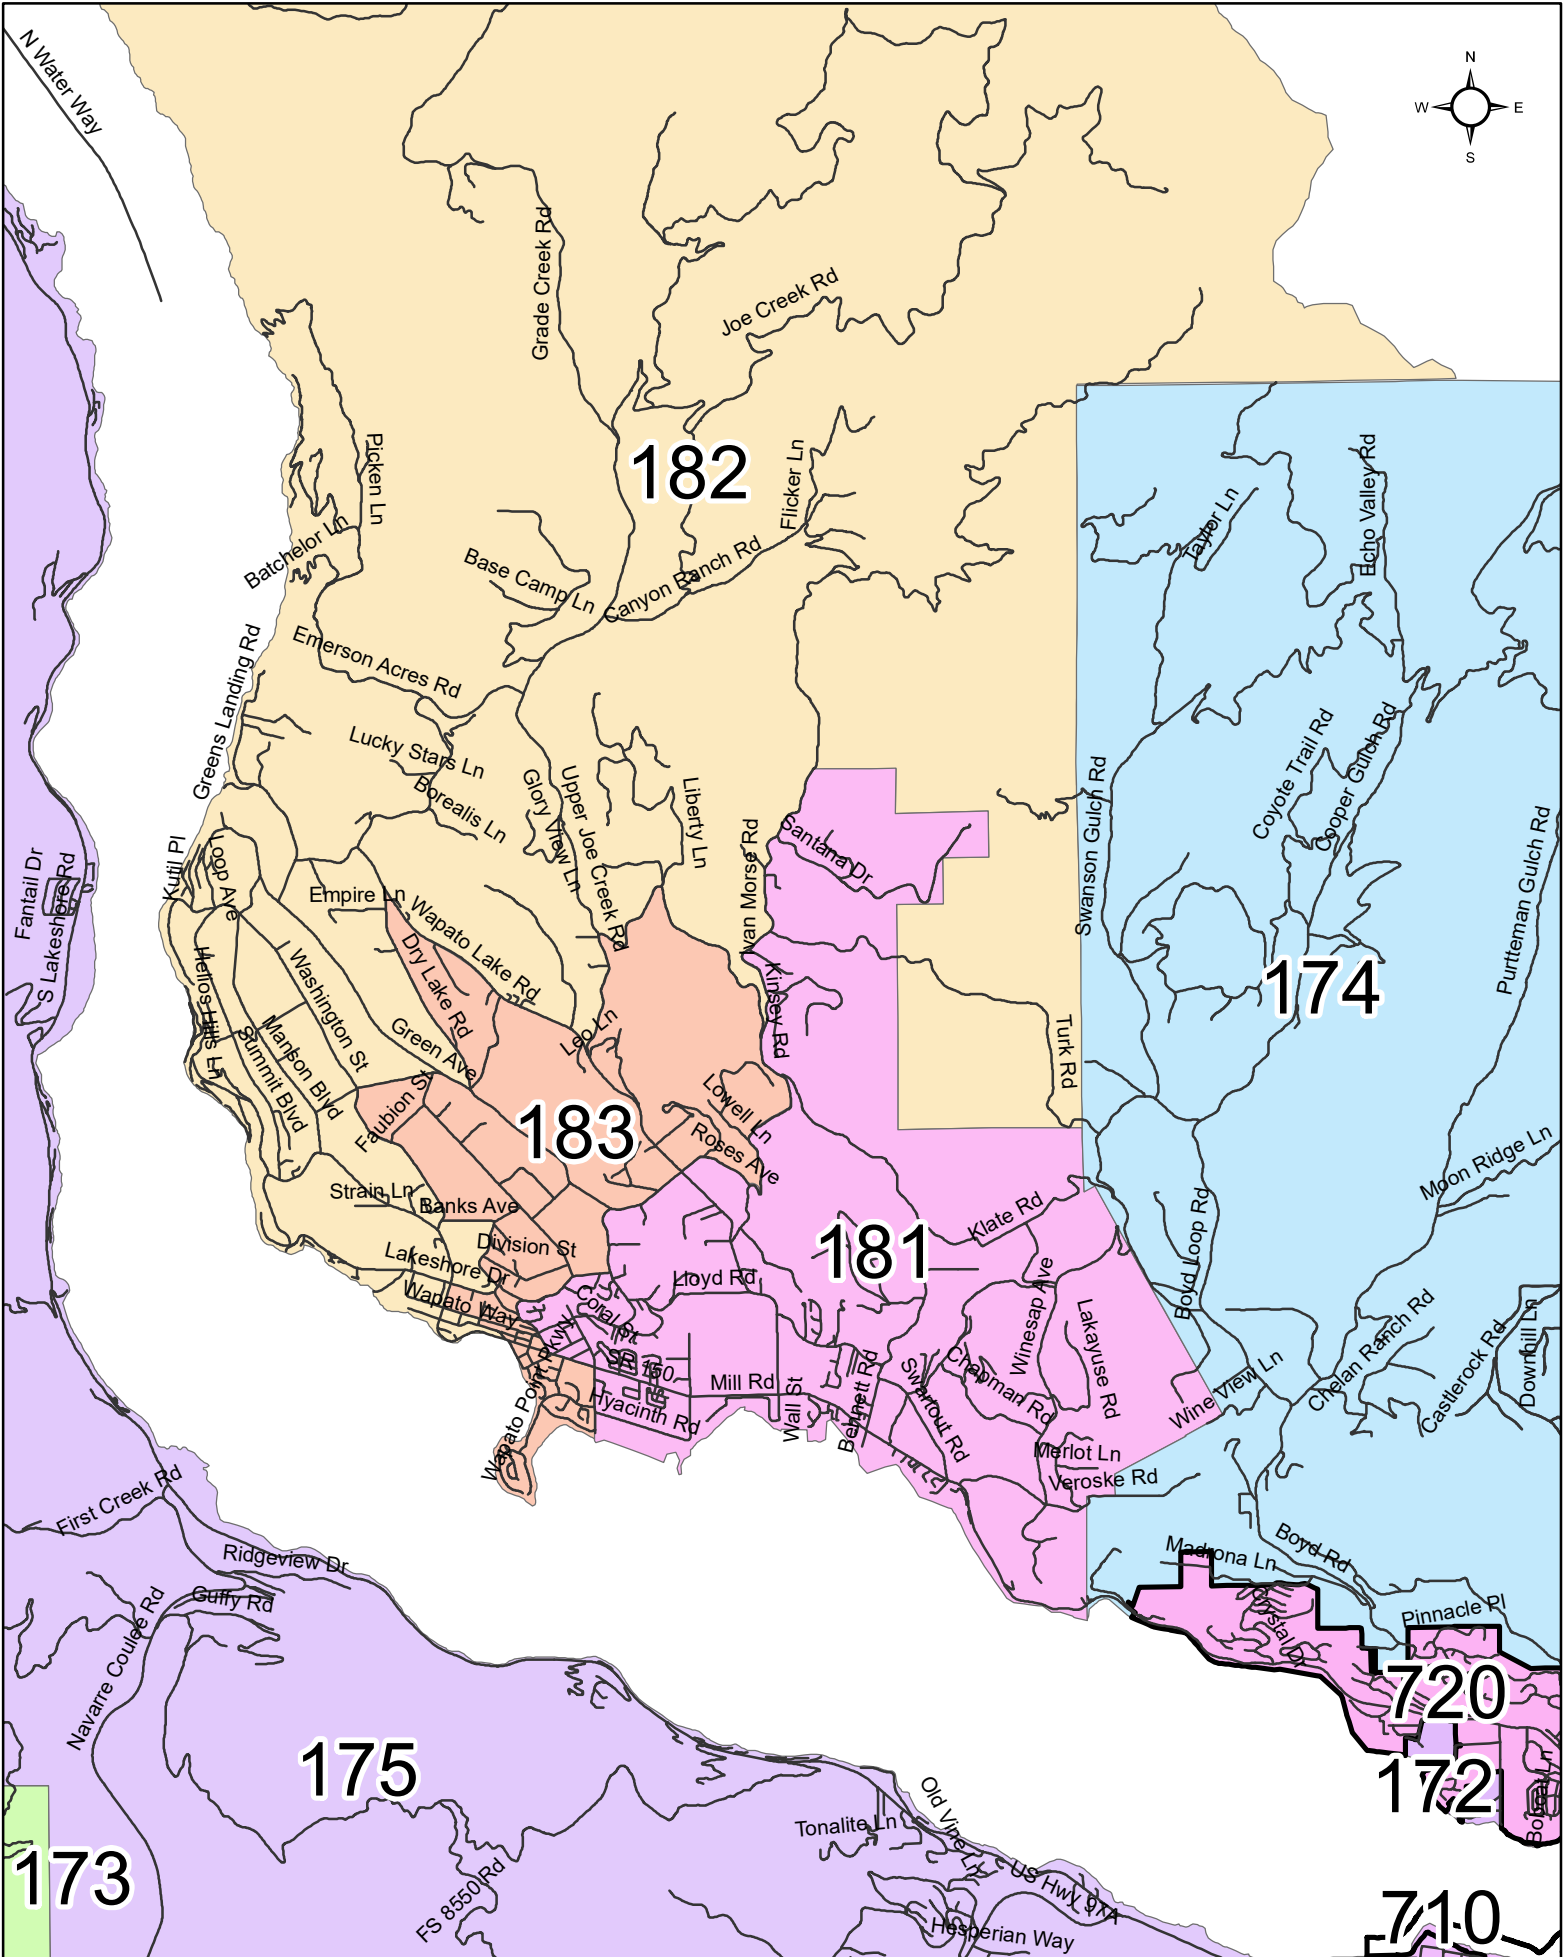 N Water Way
N
W
E
S
Grade Creek Rd
Joe Creek Rd
Picken Ln
182
Flicker Ln
Echo Valley Rd
Taylor Ln
Batchelor Ln
Base Camp Ln
Canyon Ranch Rd
Emerson Acres Rd
Greens Landing Rd
Lucky Stars Ln
Borealis Ln
Glory View Ln
Upper Joe Creek Rd
Liberty Ln
Ivan Morse Rd
Santana Dr
Swanson Gulch Rd
Coyote Trail Rd
Cooper Gulch Rd
Purtteman Gulch Rd
Fantail Dr
S Lakeshore Rd
Kutil Pl
Loop Ave
Empire Ln
Wapato Lake Rd
Dry Lake Rd
Helios Hills Ln
Washington St
Kinsey Rd
174
Manson Blvd
Summit Blvd
Green Ave
Leo Ln
Turk Rd
Faubion St
183
Lowell Ln
Roses Ave
Moon Ridge Ln
Strain Ln
Banks Ave
Klate Rd
Boyd Loop Rd
Division St
181
Lakeshore Dr
Lloyd Rd
Wapato Way
Coral St
Winesap Ave
Lakayuse Rd
Chelan Ranch Rd
Castlerock Rd
Downhill Ln
Wapato Point Pkwy
SR 150
Mill Rd
Wall St
Bennett Rd
Swartout Rd
Chapman Rd
Wine View Ln
Hyacinth Rd
Merlot Ln
Veroske Rd
First Creek Rd
Ridgeview Dr
Guffy Rd
Navarre Coulee Rd
Madrona Ln
Boyd Rd
Crystal Dr
Pinnacle Pl
720
175
172
Bobcat Ln
Old Vine Ln
Tonalite Ln
173
FS 8550 Rd
US Hwy 97A
Hesperian Way
710